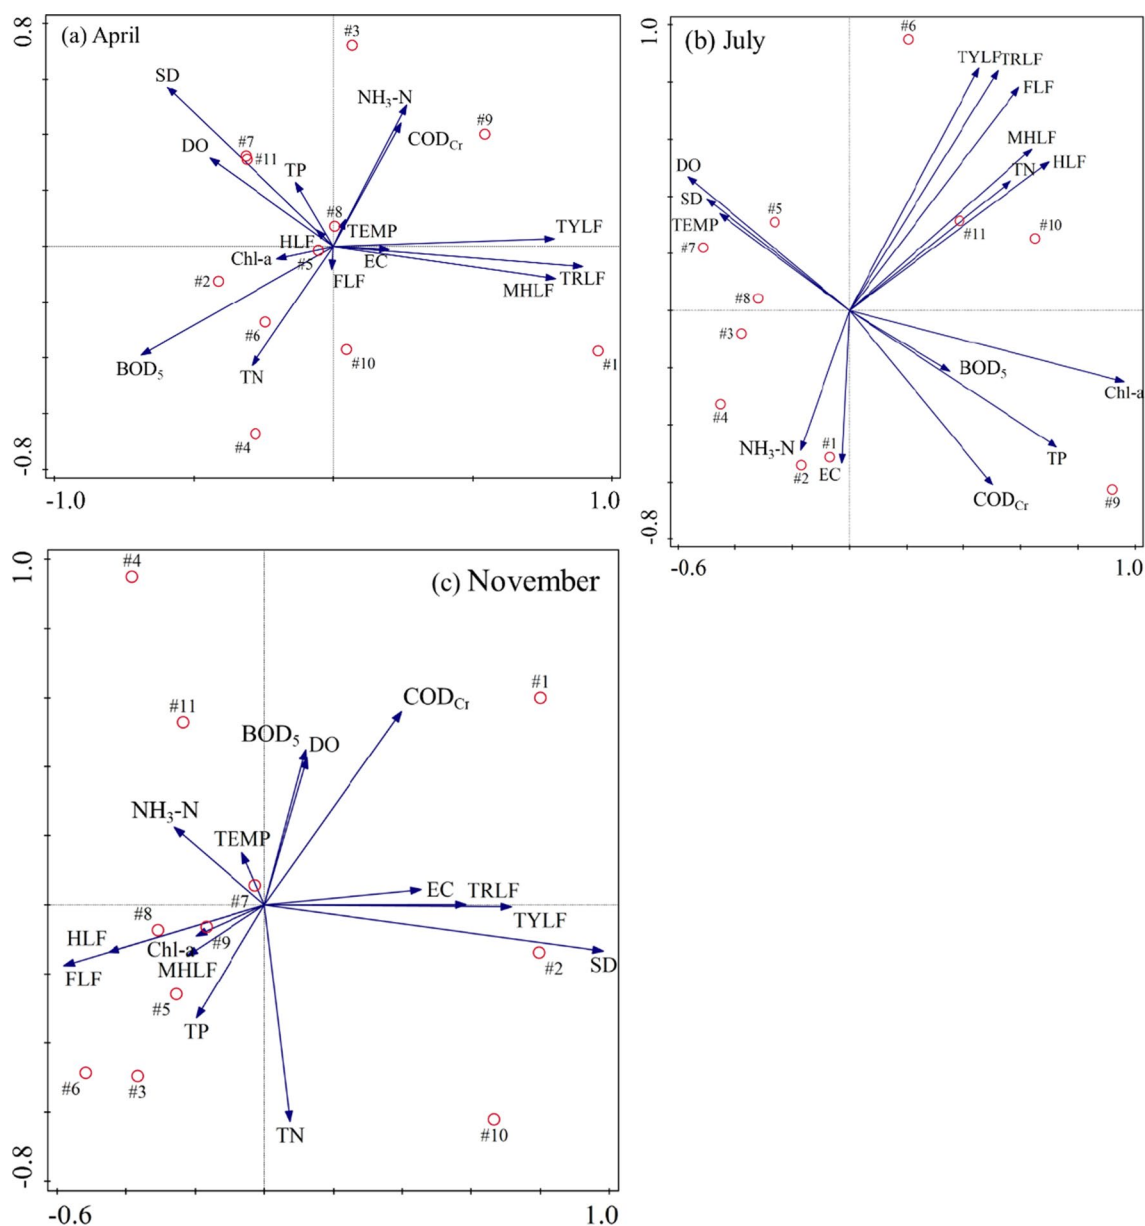 (a) April
0.8
-0.8
-1.0
1.0
#3
SD
NH₃-N
#9
COD_Cr
#7
#11
DO
TP
#8
TEMP
TYLF
HLF
EC
#5
Chl-a
TRLF
FLF
MHLF
#2
#6
BOD₅
TN
#10
#1
#4
(b) July
1.0
-0.8
-0.6
1.0
#6
TYLF
TRLF
FLF
MHLF
HLF
TN
DO
SD
TEMP
#5
#7
#11
#10
#8
#3
BOD₅
Chl-a
#4
NH₃-N
#1
#2
EC
TP
COD_Cr
#9
(c) November
1.0
-0.8
-0.6
1.0
#4
#1
COD_Cr
#11
BOD₅
DO
NH₃-N
TEMP
#7
EC
TRLF
TYLF
#8
HLF
Chl-a
#9
MHLF
FLF
#2
SD
#5
TP
#6
#3
TN
#10